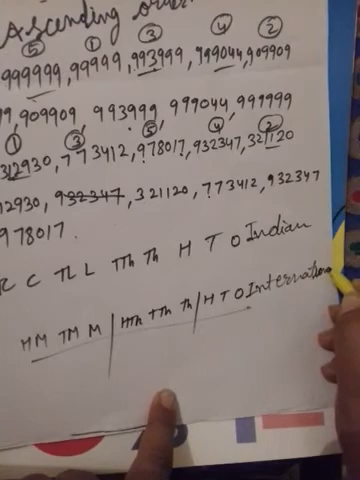 Ascending order
⑤ ① ③ ④ ②
999999, 99999, 993999, 999044, 909909
99, 909909, 993999, 999044, 999999
① ③ ⑤ ④ ②
312930, 773412, 978017, 932347, 321120
12930, 932347, 321120, 773412, 932347
978017.
C TL L TTh Th H T O Indian
HM TM M / HTh TTh Th / H T O International